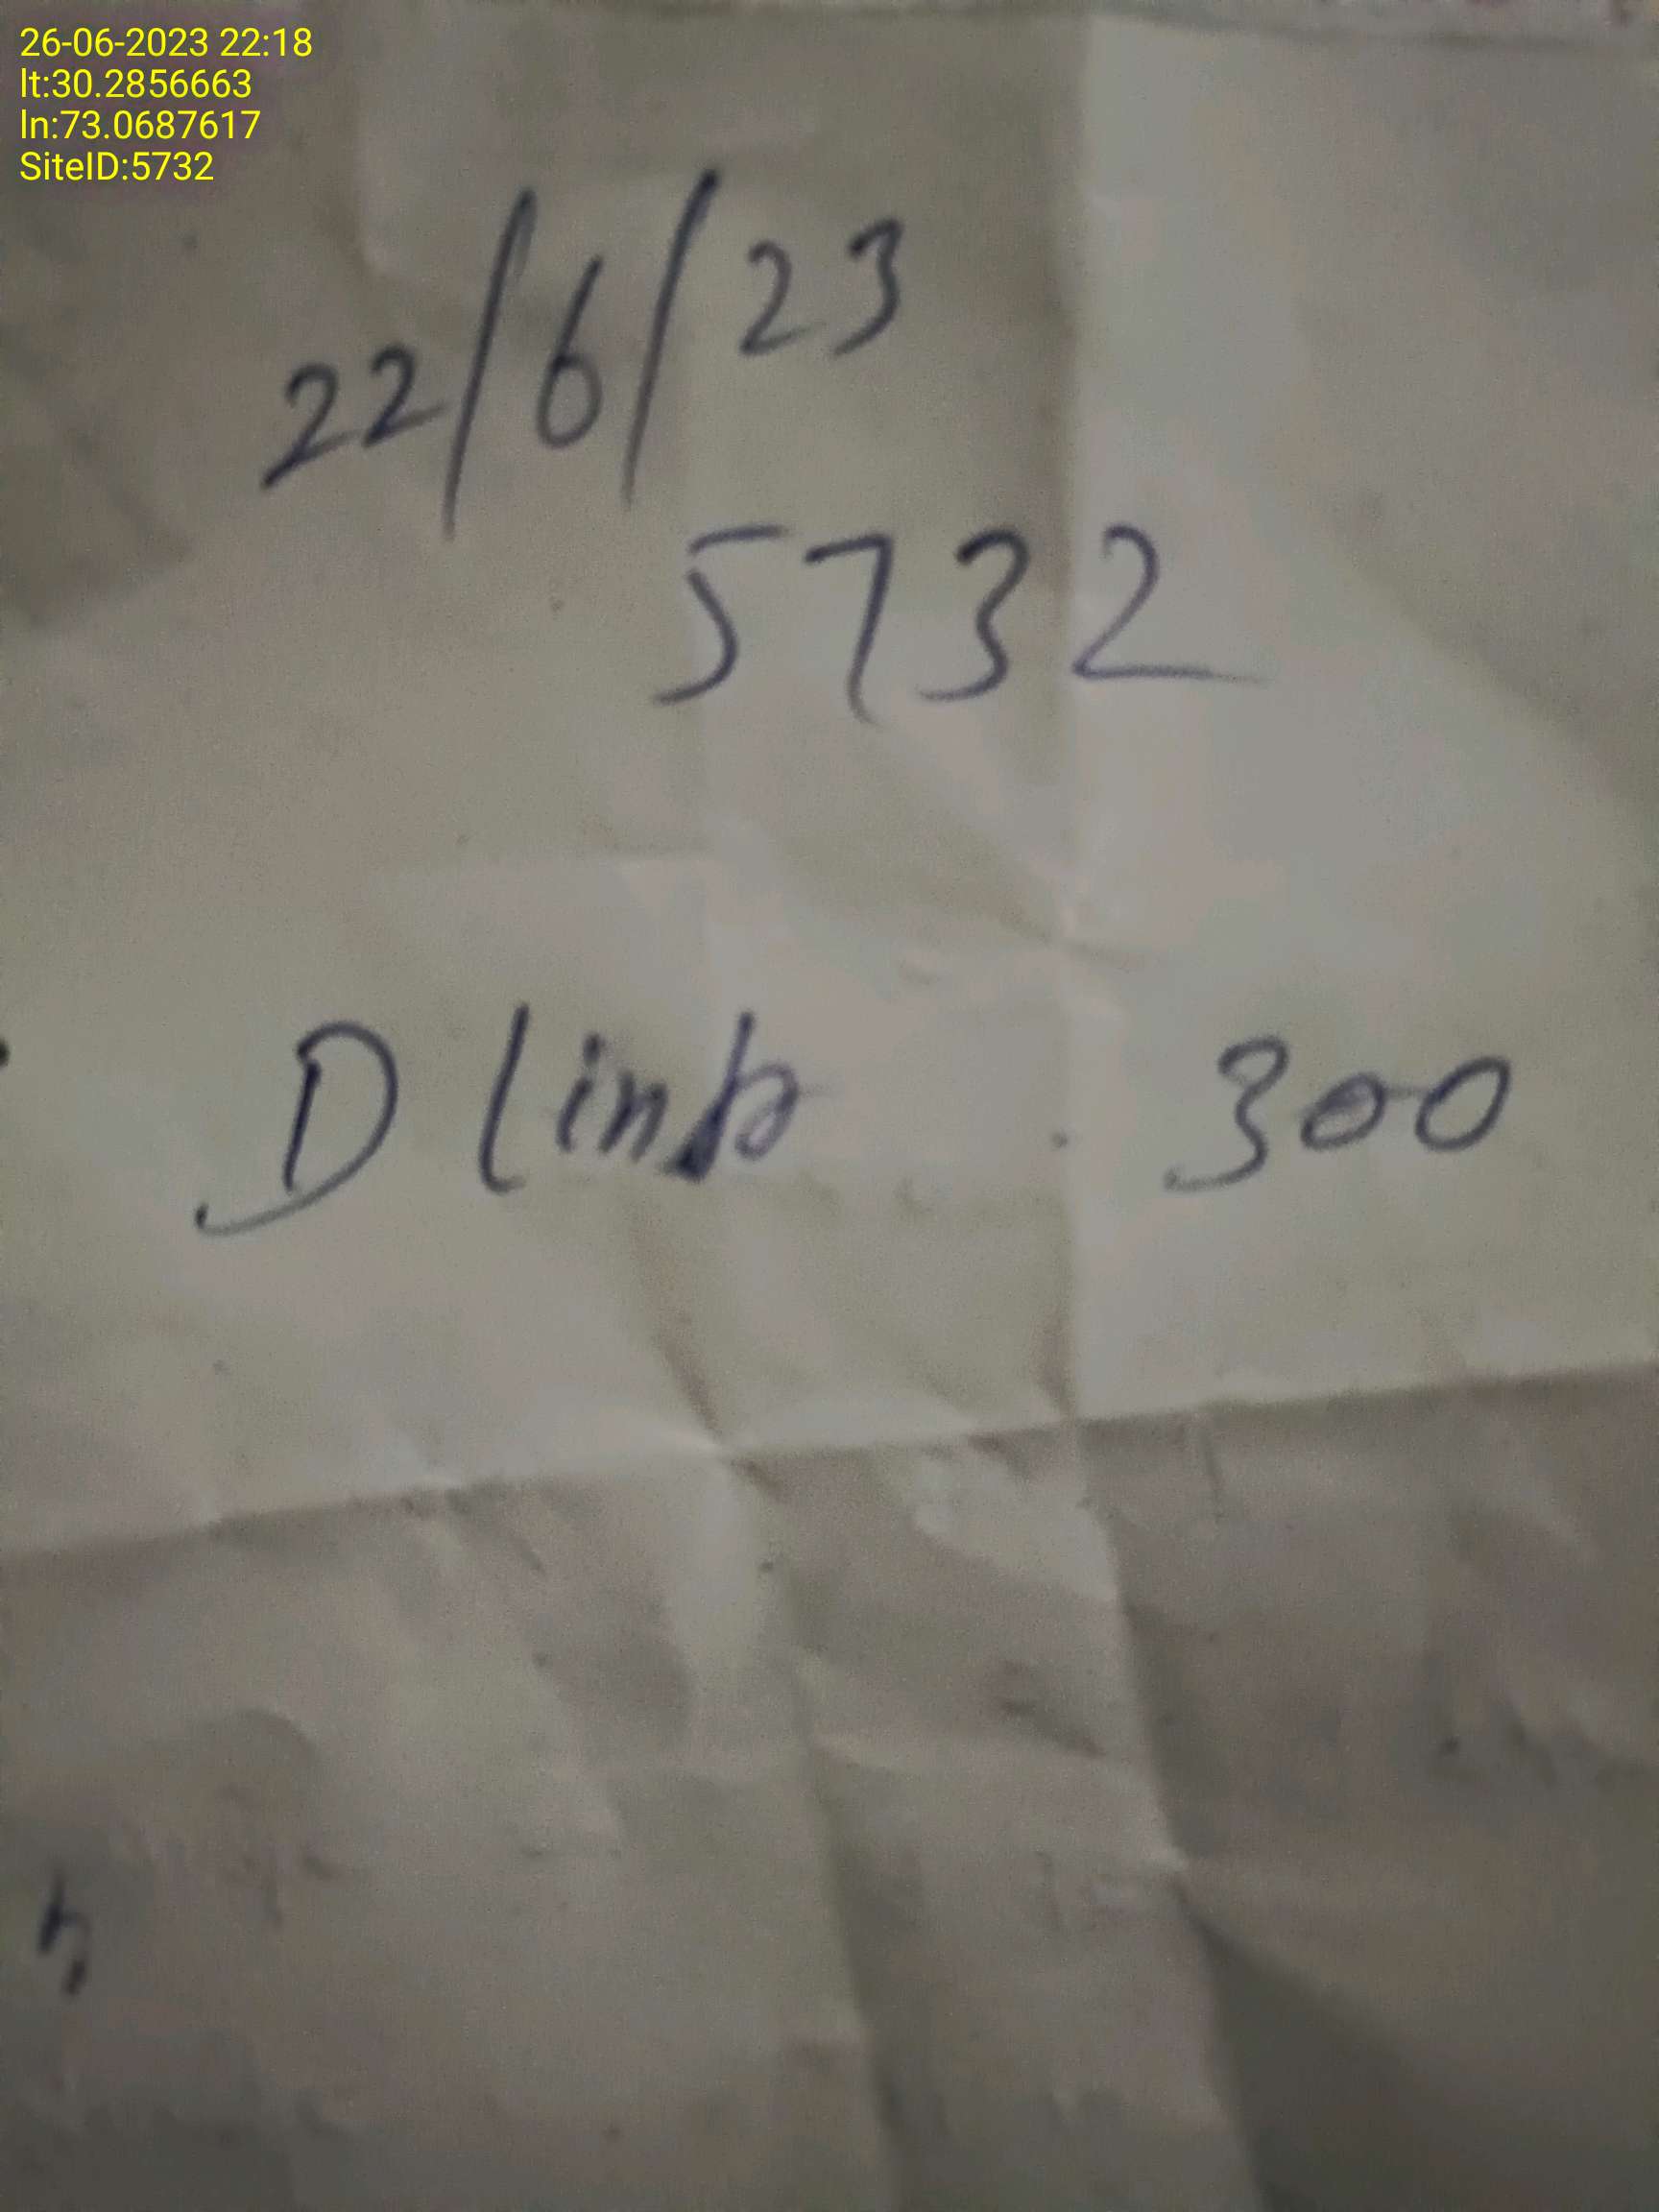 26-06-2023 22:18
lt:30.2856663
ln:73.0687617
SiteID:5732
22/6/23
5732
D link 300